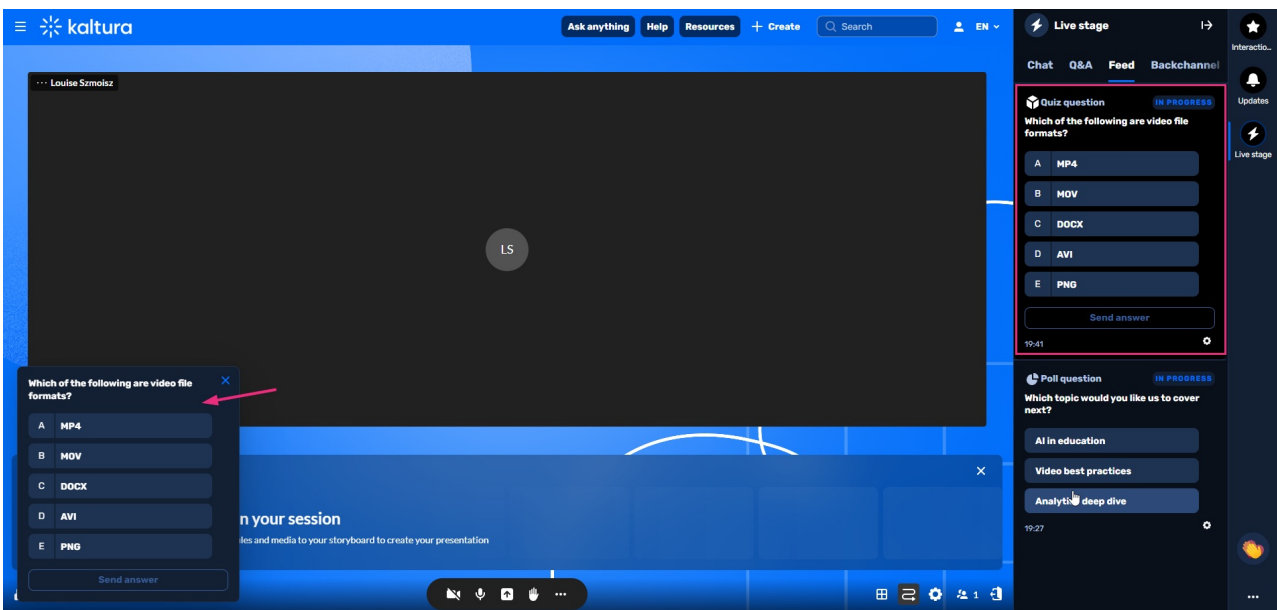 kaltura
Ask anything
Help
Resources
Create
Search
EN
Louise Szmoisz
LS
Which of the following are video file
formats?
A MP4
B MOV
C DOCX
D AVI
E PNG
Send answer
n your session
les and media to your storyboard to create your presentation
1
Live stage
Chat Q&A Feed Backchannel
Quiz question IN PROGRESS
Which of the following are video file
formats?
A MP4
B MOV
C DOCX
D AVI
E PNG
Send answer
19:41
Poll question IN PROGRESS
Which topic would you like us to cover
next?
AI in education
Video best practices
Analytics deep dive
19:27
Interactio...
Updates
Live stage